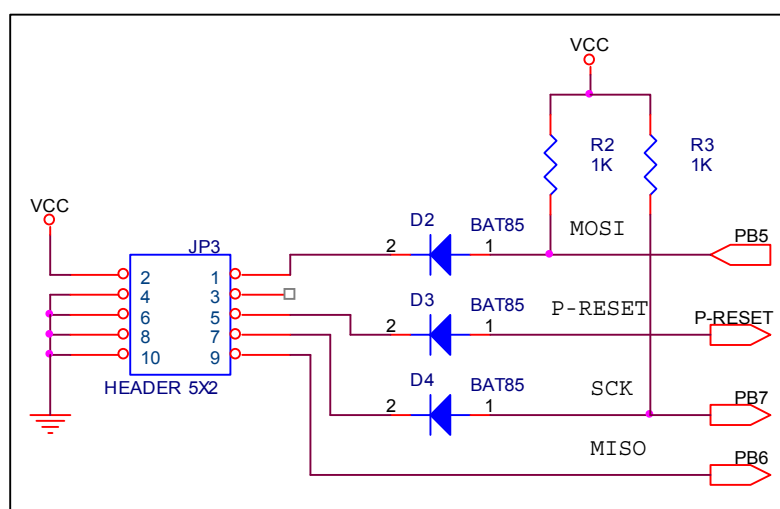 VCC
R2
1K
R3
1K
VCC
JP3
D2
BAT85
MOSI
PB5
2
1
2
1
4
3
6
5
8
7
10
9
HEADER 5X2
D3
BAT85
P-RESET
P-RESET
2
1
D4
BAT85
SCK
PB7
2
1
MISO
PB6